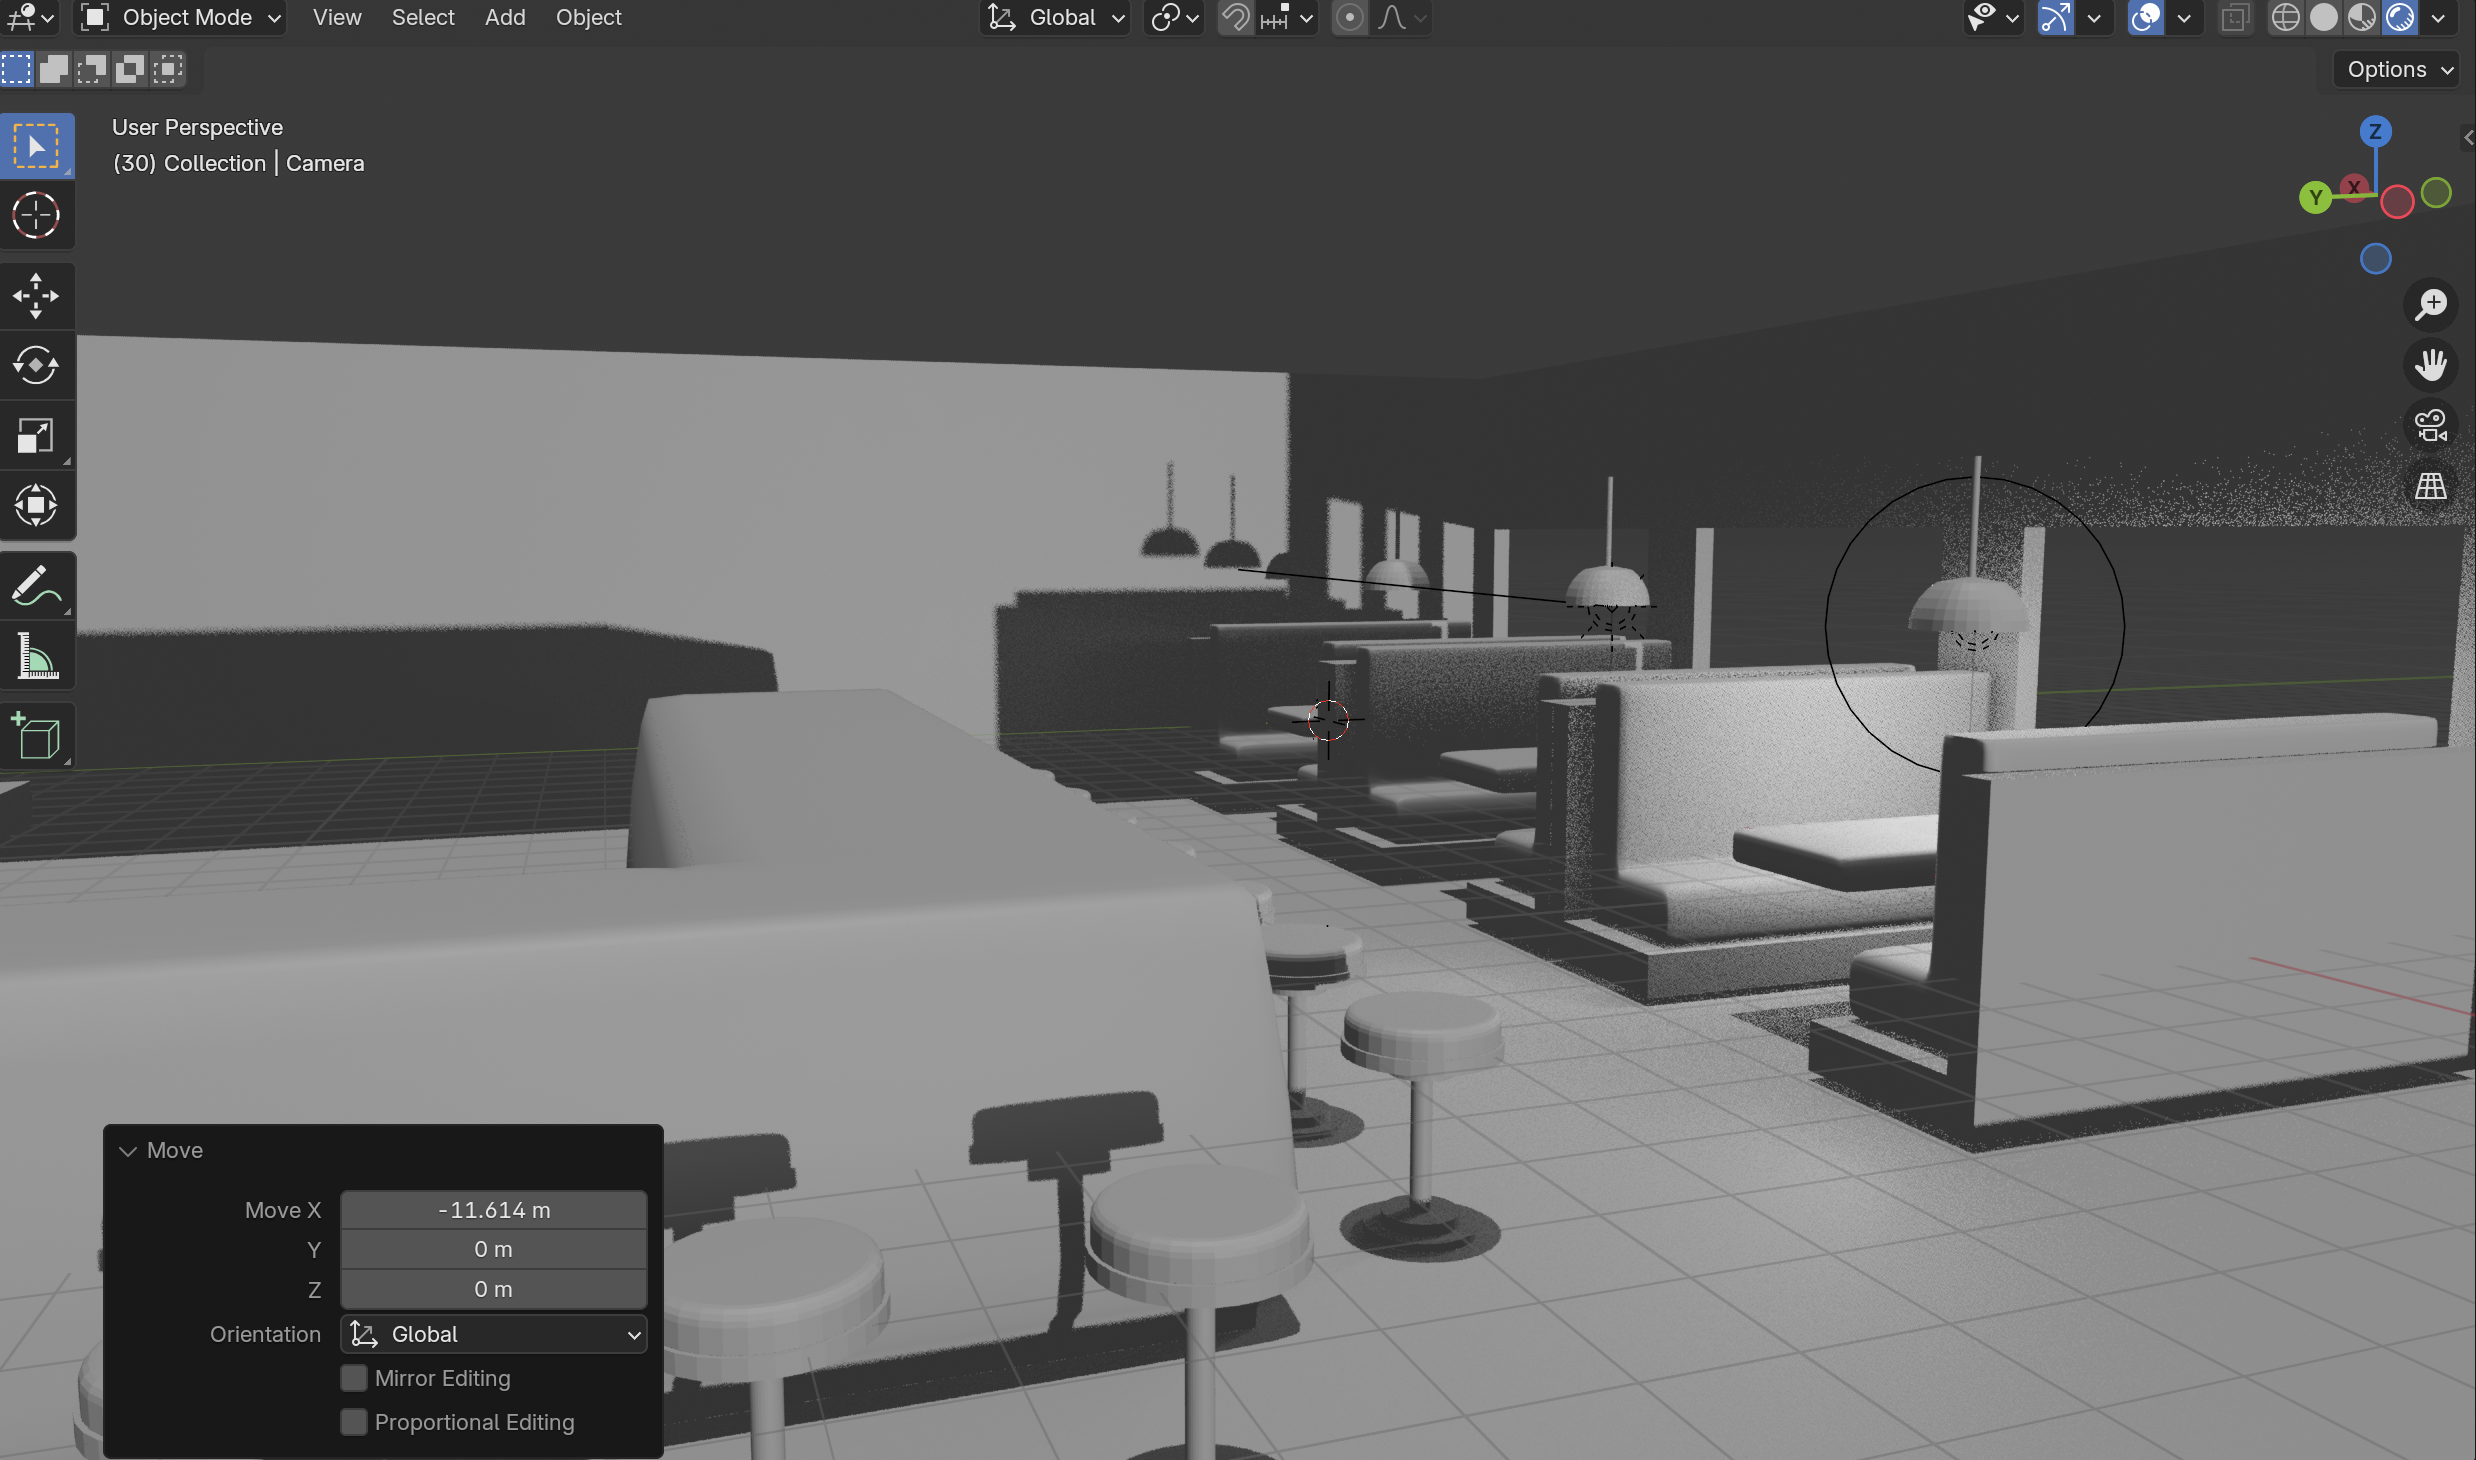 Object Mode View Select Add Object Global
Options
User Perspective
(30) Collection | Camera
Z
Y X
Move
Move X -11.614 m
Y 0 m
Z 0 m
Orientation Global
Mirror Editing
Proportional Editing